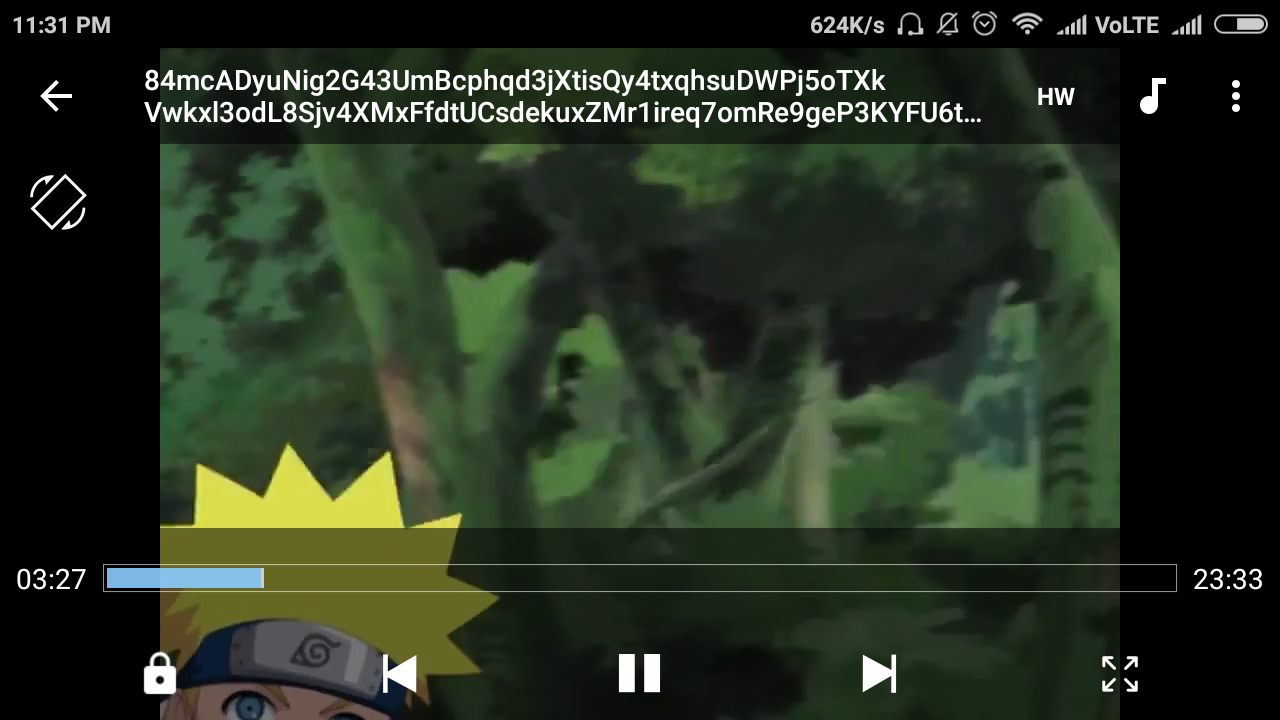 11:31 PM
624K/s
VoLTE
84mcADyuNig2G43UmBcphqd3jXtisQy4txqhsuDWPj5oTXk
Vwkxl3odL8Sjv4XMxFfdtUCsdekuxZMr1ireq7omRe9geP3KYFU6t…
HW
03:27
23:33